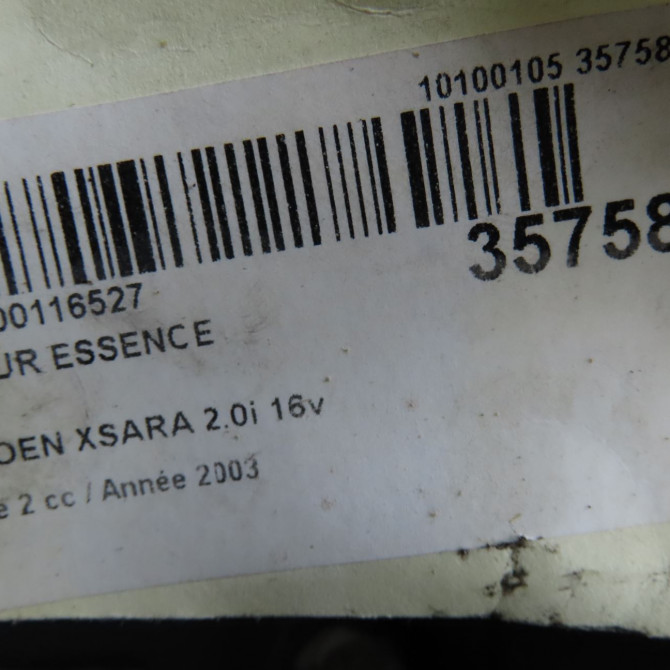 10100105 35758
35758
00116527
UR ESSENCE
OEN XSARA 2.0i 16v
e 2 cc / Année 2003